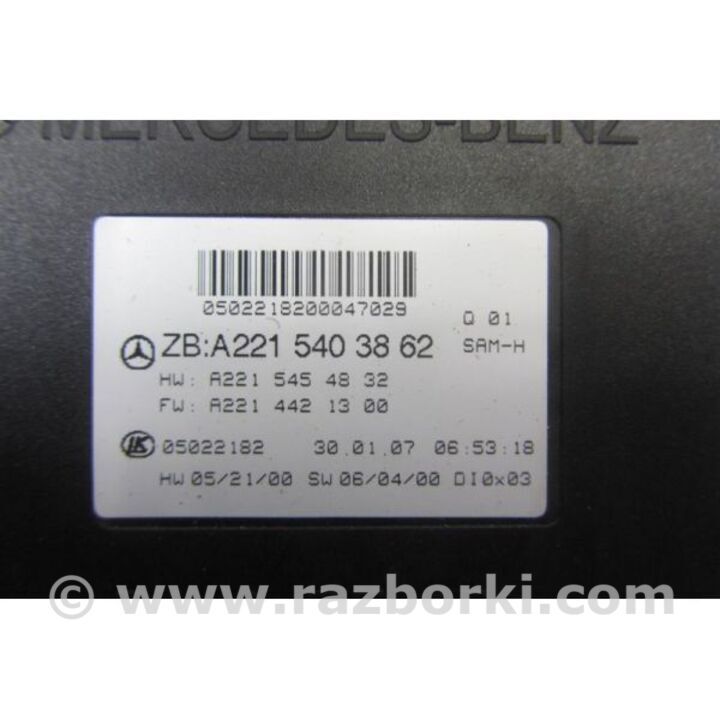 MERCEDES-BENZ
0502218200047029
Q 01
ZB:A221 540 38 62
SAM-H
HW: A221 545 48 32
FW: A221 442 13 00
LK 05022182 30.01.07 06:53:18
HW 05/21/00 SW 06/04/00 DI0x03
© www.razborki.com